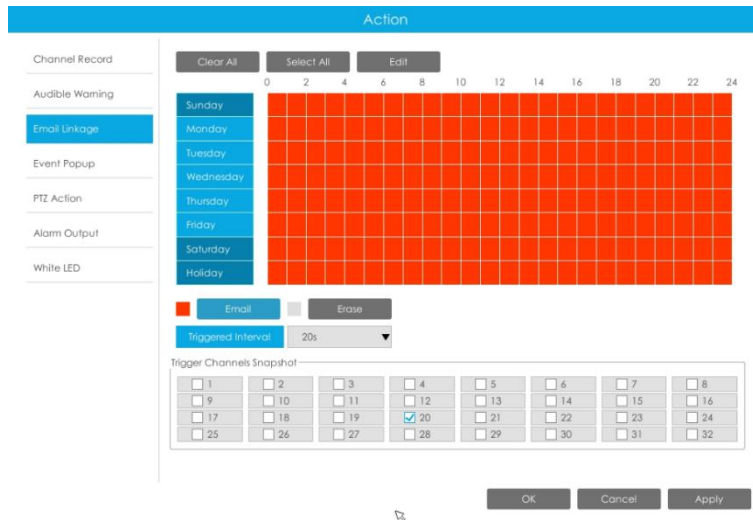 Action
Channel Record
Audible Warning
Email Linkage
Event Popup
PTZ Action
Alarm Output
White LED
Clear All Select All Edit
0 2 4 6 8 10 12 14 16 18 20 22 24
Sunday
Monday
Tuesday
Wednesday
Thursday
Friday
Saturday
Holiday
Email Erase
Triggered Interval 20s
Trigger Channels Snapshot
1 2 3 4 5 6 7 8
9 10 11 12 13 14 15 16
17 18 19 20 21 22 23 24
25 26 27 28 29 30 31 32
OK Cancel Apply